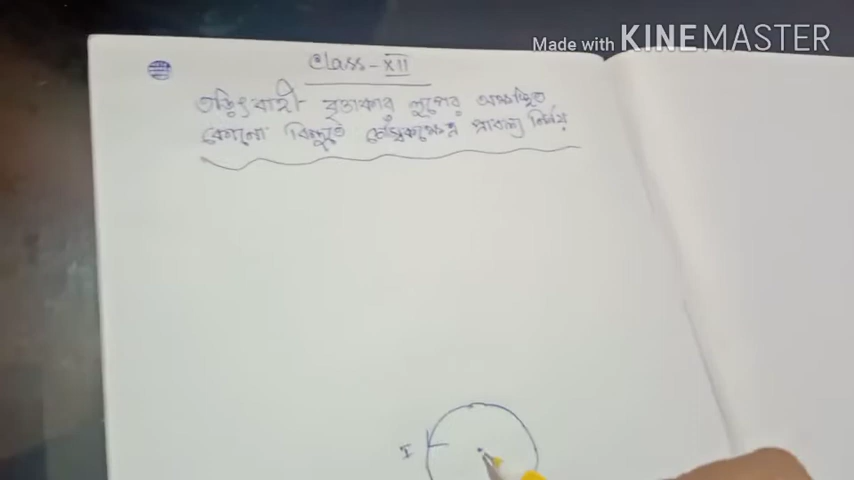 Made with KINEMASTER
Class - XII
তড়িৎবাহী বৃত্তাকার লুপের অক্ষস্থিত
কোনো বিন্দুতে চৌম্বকক্ষেত্র প্রাবল্য নির্ণয়
I